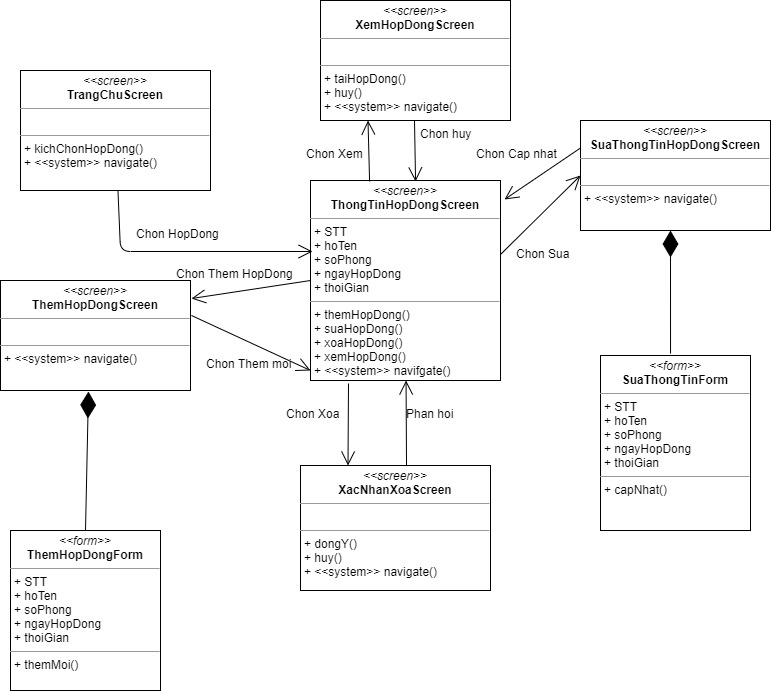 <<screen>>
XemHopDongScreen
+ taiHopDong()
+ huy()
+ <<system>> navigate()
<<screen>>
TrangChuScreen
+ kichChonHopDong()
+ <<system>> navigate()
<<screen>>
SuaThongTinHopDongScreen
+ <<system>> navigate()
Chon Xem
Chon huy
Chon Cap nhat
<<screen>>
ThongTinHopDongScreen
+ STT
+ hoTen
+ soPhong
+ ngayHopDong
+ thoiGian
+ themHopDong()
+ suaHopDong()
+ xoaHopDong()
+ xemHopDong()
+ <<system>> navifgate()
Chon HopDong
Chon Sua
Chon Them HopDong
<<screen>>
ThemHopDongScreen
+ <<system>> navigate()
Chon Them moi
<<form>>
SuaThongTinForm
+ STT
+ hoTen
+ soPhong
+ ngayHopDong
+ thoiGian
+ capNhat()
Chon Xoa
Phan hoi
<<screen>>
XacNhanXoaScreen
+ dongY()
+ huy()
+ <<system>> navigate()
<<form>>
ThemHopDongForm
+ STT
+ hoTen
+ soPhong
+ ngayHopDong
+ thoiGian
+ themMoi()